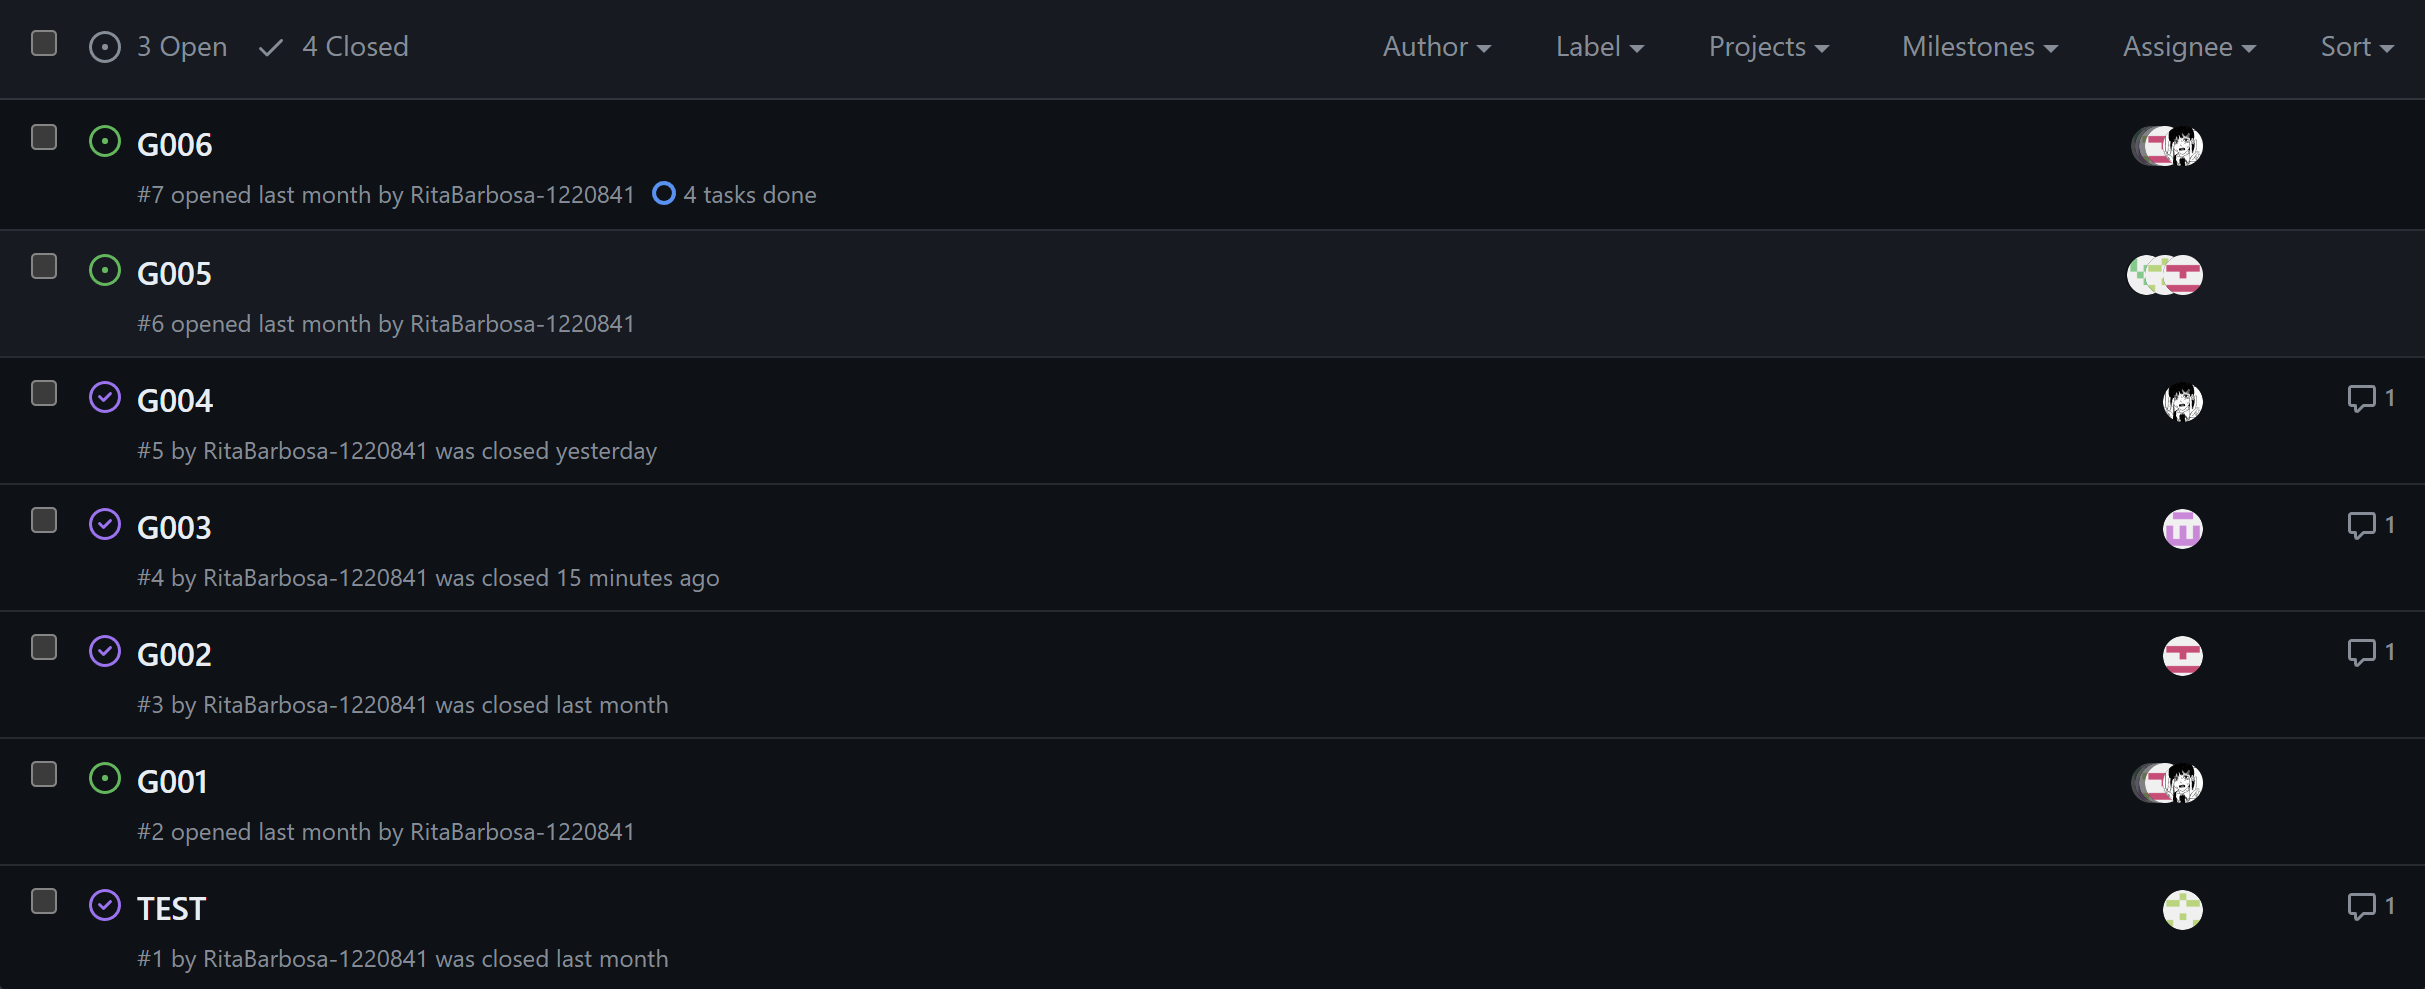 3 Open 4 Closed Author Label Projects Milestones Assignee Sort
G006
#7 opened last month by RitaBarbosa-1220841 4 tasks done
G005
#6 opened last month by RitaBarbosa-1220841
G004 1
#5 by RitaBarbosa-1220841 was closed yesterday
G003 1
#4 by RitaBarbosa-1220841 was closed 15 minutes ago
G002 1
#3 by RitaBarbosa-1220841 was closed last month
G001
#2 opened last month by RitaBarbosa-1220841
TEST 1
#1 by RitaBarbosa-1220841 was closed last month